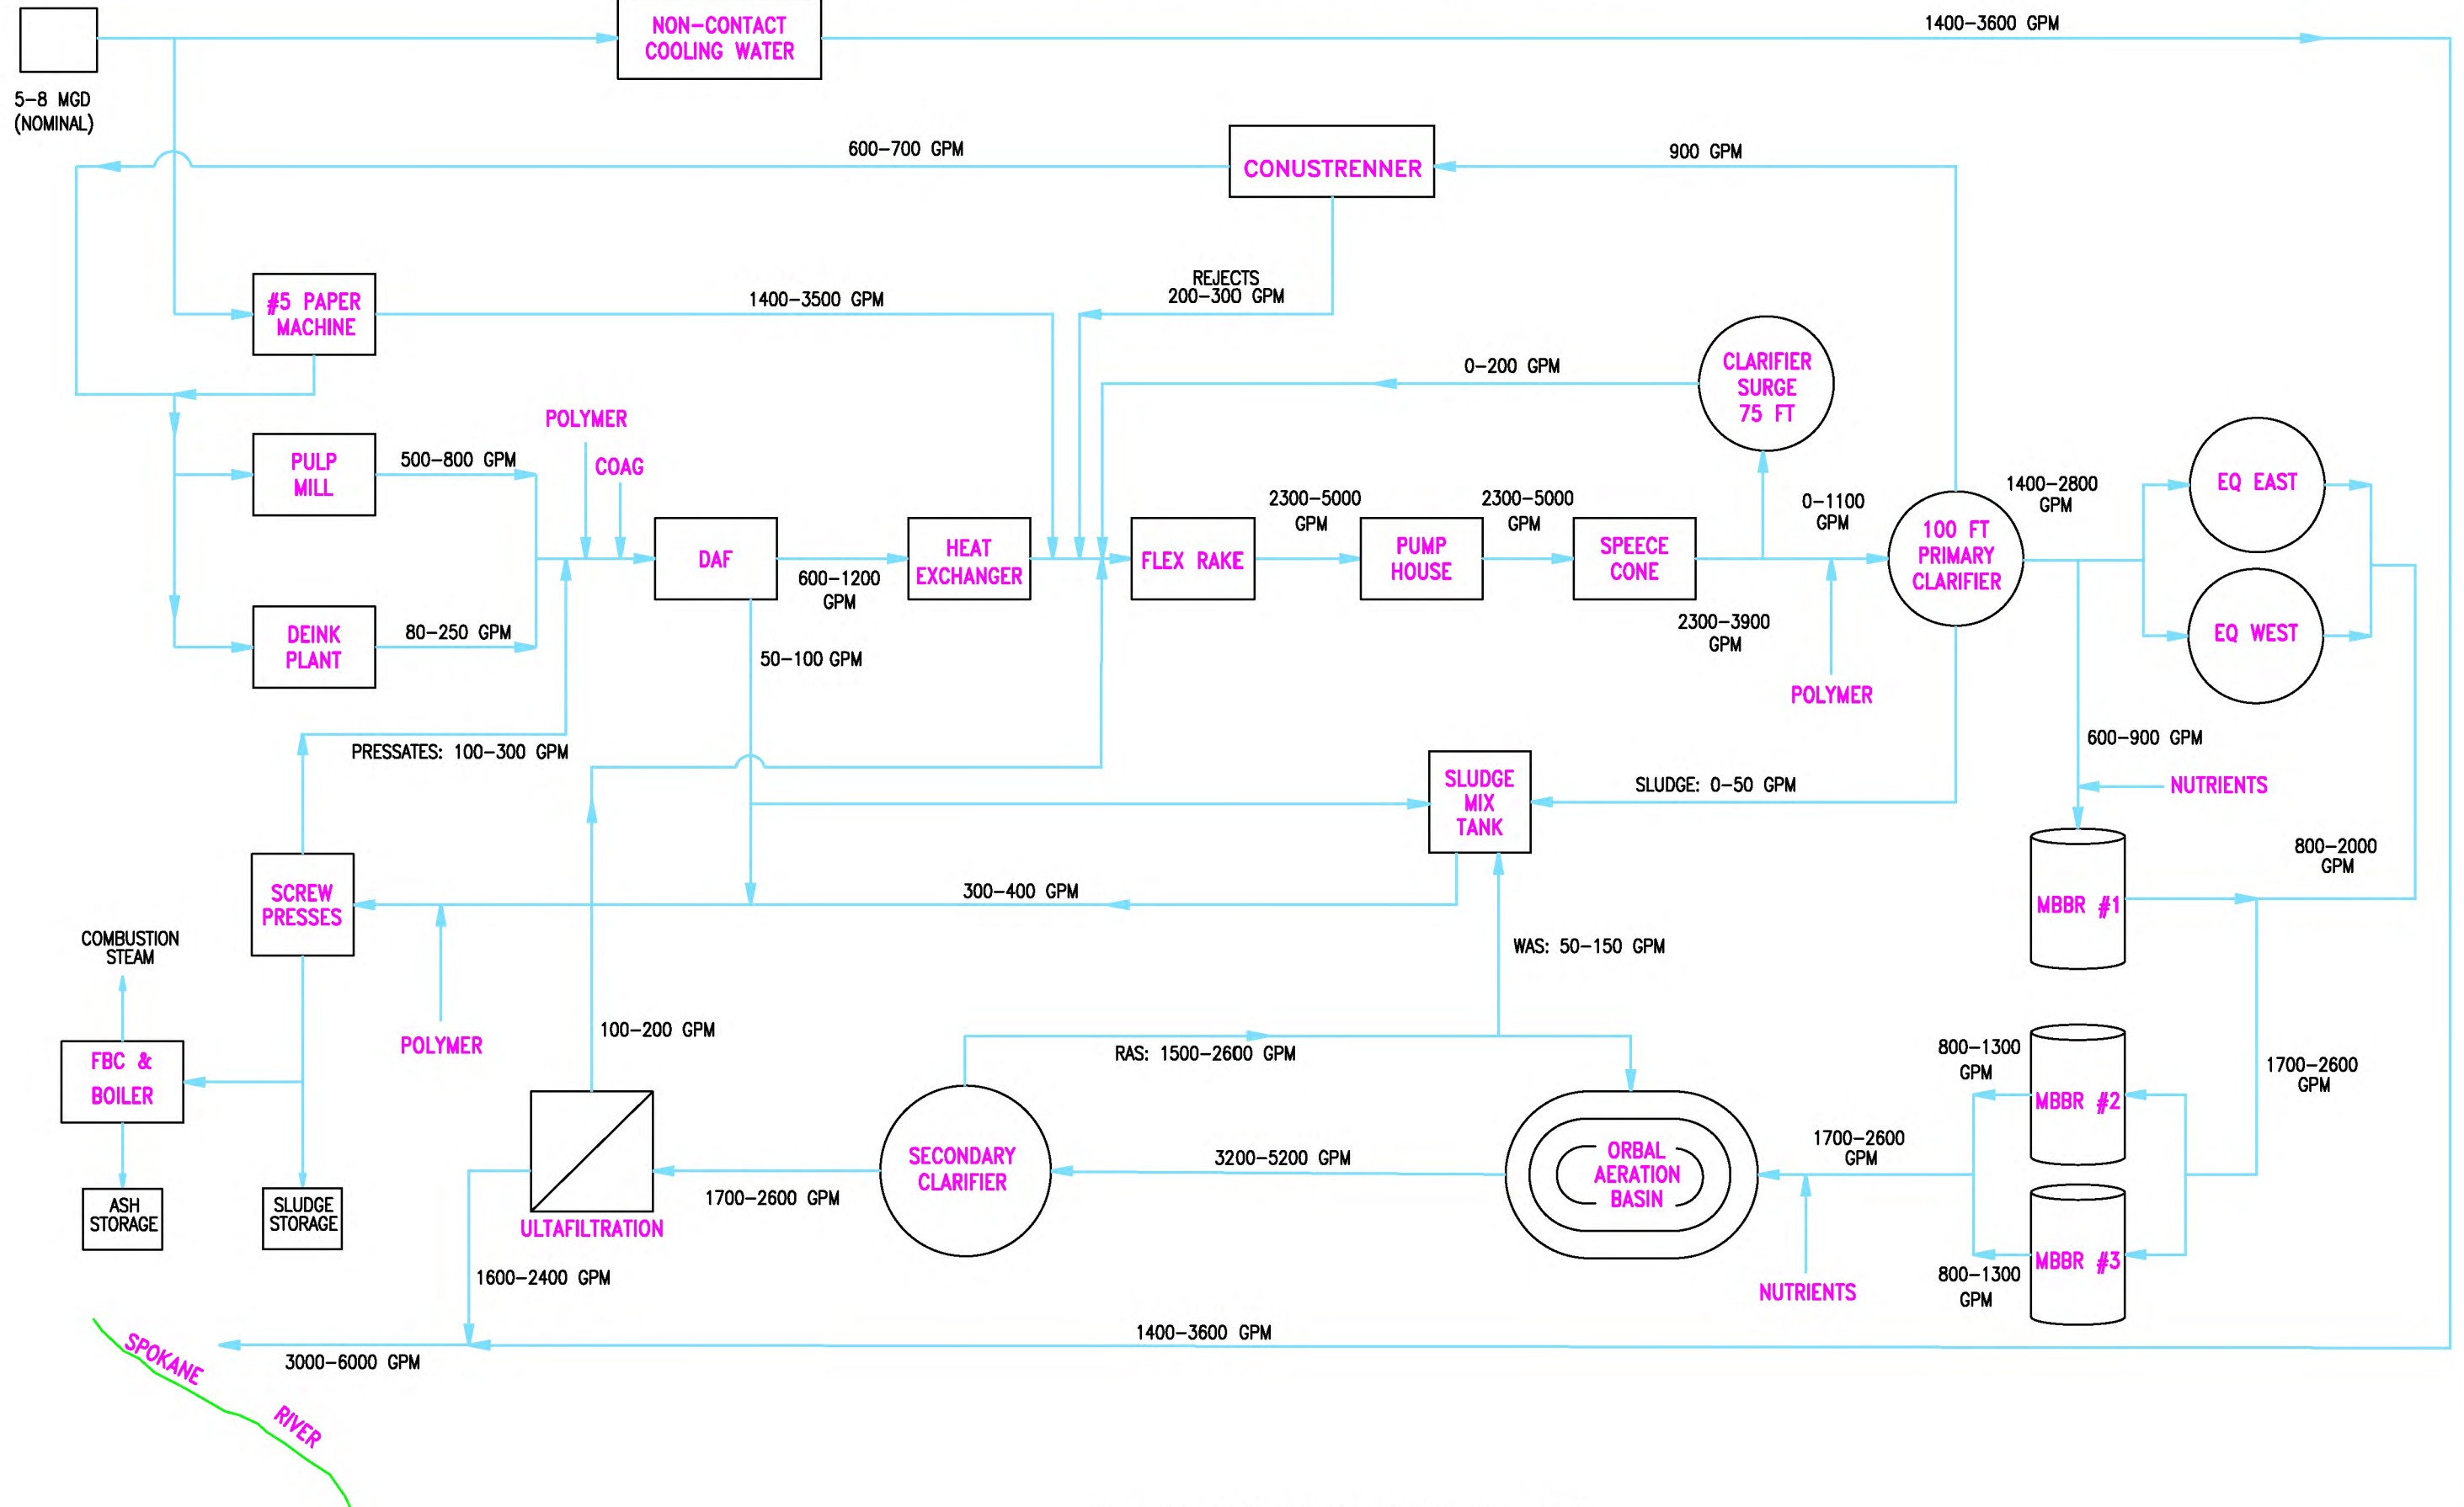 NON-CONTACT
COOLING WATER
1400-3600 GPM
5-8 MGD
(NOMINAL)
600-700 GPM
CONUSTRENNER
900 GPM
REJECTS
200-300 GPM
#5 PAPER
MACHINE
1400-3500 GPM
CLARIFIER
SURGE
75 FT
0-200 GPM
POLYMER
COAG
PULP
MILL
500-800 GPM
DEINK
PLANT
80-250 GPM
DAF
600-1200
GPM
50-100 GPM
HEAT
EXCHANGER
FLEX RAKE
2300-5000
GPM
PUMP
HOUSE
2300-5000
GPM
SPEECE
CONE
2300-3900
GPM
0-1100
GPM
POLYMER
100 FT
PRIMARY
CLARIFIER
1400-2800
GPM
EQ EAST
EQ WEST
600-900 GPM
NUTRIENTS
PRESSATES: 100-300 GPM
SLUDGE
MIX
TANK
SLUDGE: 0-50 GPM
800-2000
GPM
MBBR #1
SCREW
PRESSES
300-400 GPM
WAS: 50-150 GPM
COMBUSTION
STEAM
POLYMER
100-200 GPM
FBC &
BOILER
RAS: 1500-2600 GPM
800-1300
GPM
MBBR #2
1700-2600
GPM
ASH
STORAGE
SLUDGE
STORAGE
ULTAFILTRATION
1700-2600 GPM
SECONDARY
CLARIFIER
3200-5200 GPM
ORBAL
AERATION
BASIN
1700-2600
GPM
NUTRIENTS
800-1300
GPM
MBBR #3
1600-2400 GPM
1400-3600 GPM
3000-6000 GPM
SPOKANE
RIVER